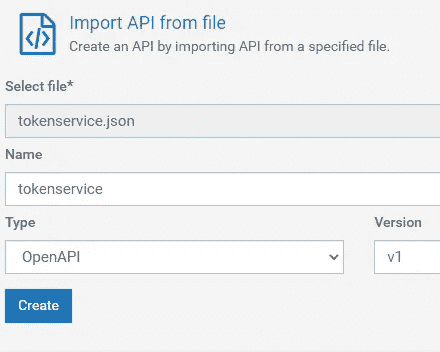 Import API from file
Create an API by importing API from a specified file.
Select file*
tokenservice.json
Name
tokenservice
Type Version
OpenAPI v1
Create